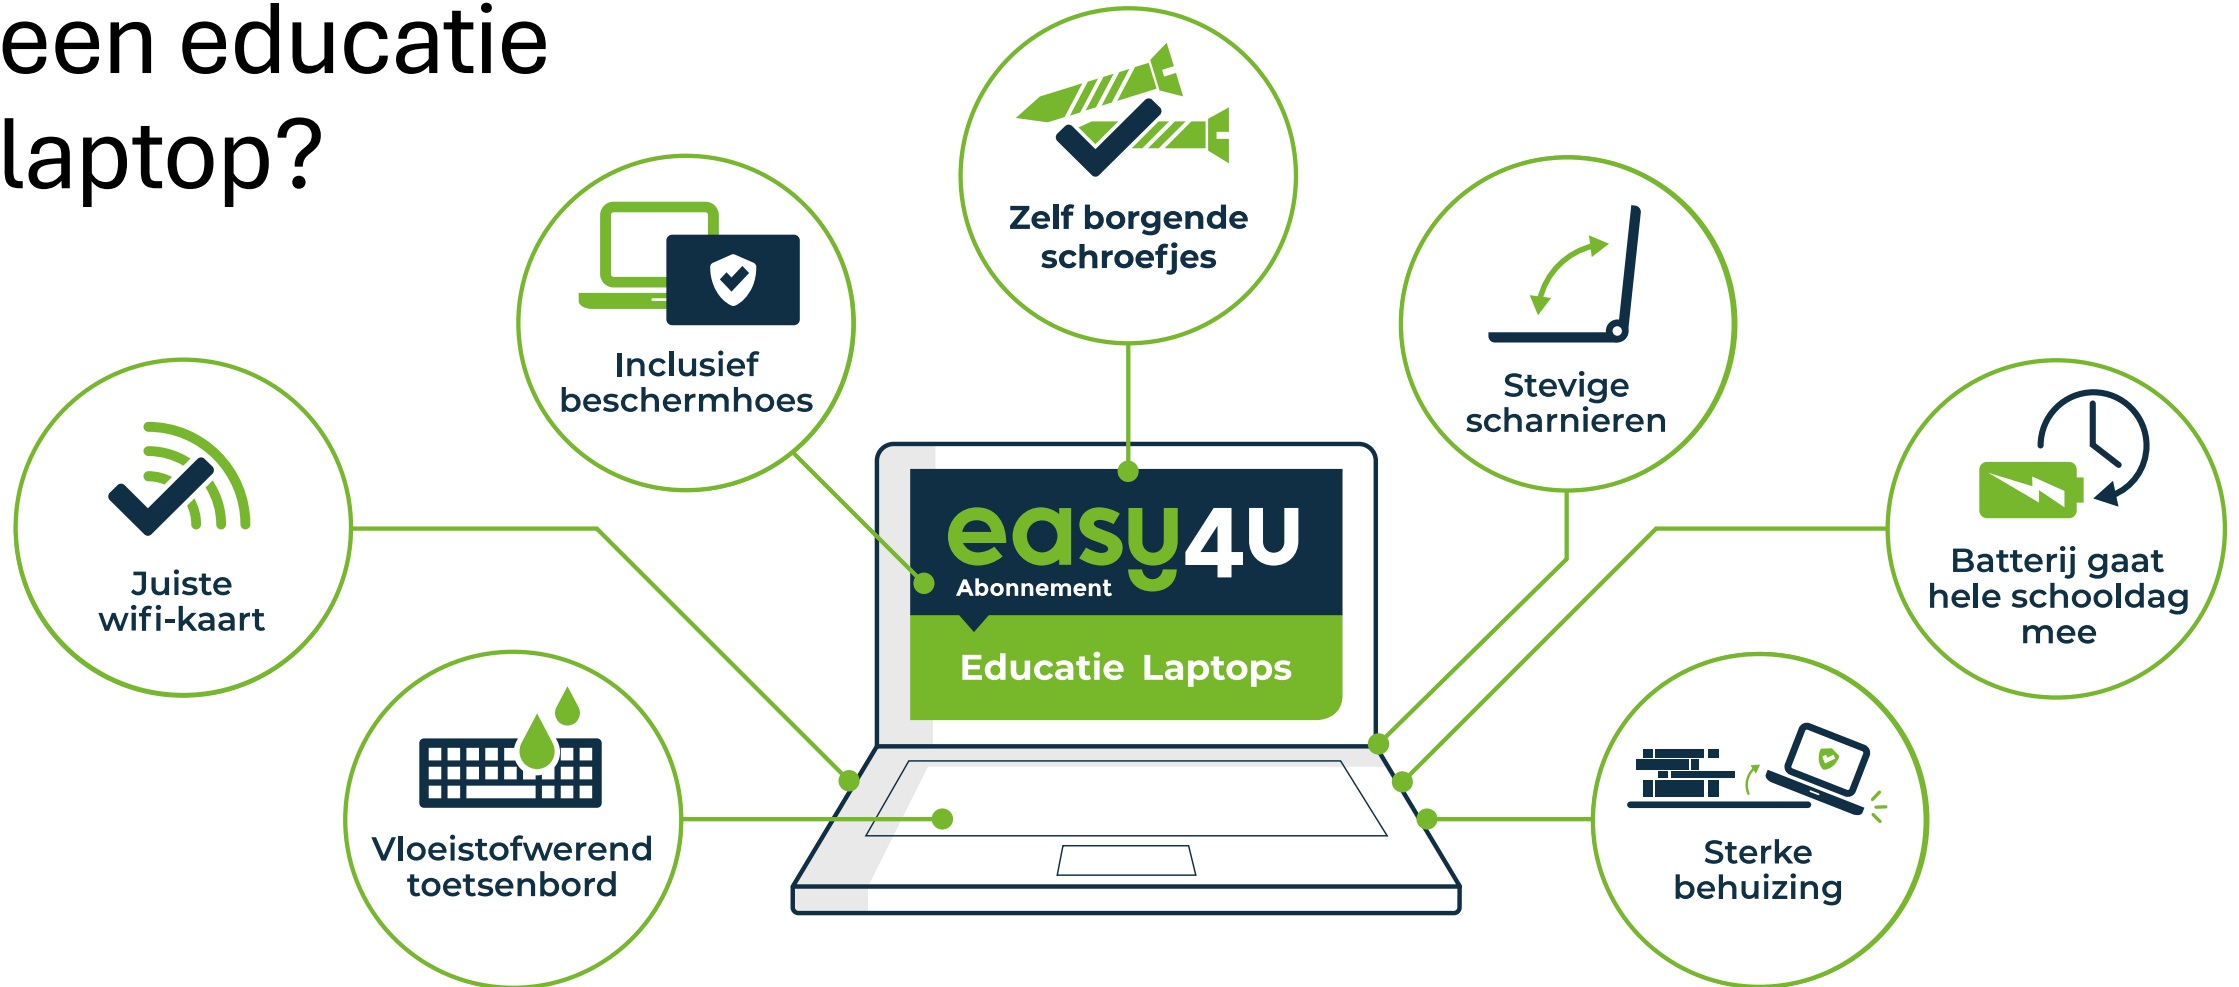 een educatie
laptop?
Zelf borgende
schroefjes
Inclusief
beschermhoes
Stevige
scharnieren
Juiste
wifi-kaart
easy4U
Abonnement
Educatie Laptops
Batterij gaat
hele schooldag
mee
Vloeistofwerend
toetsenbord
Sterke
behuizing